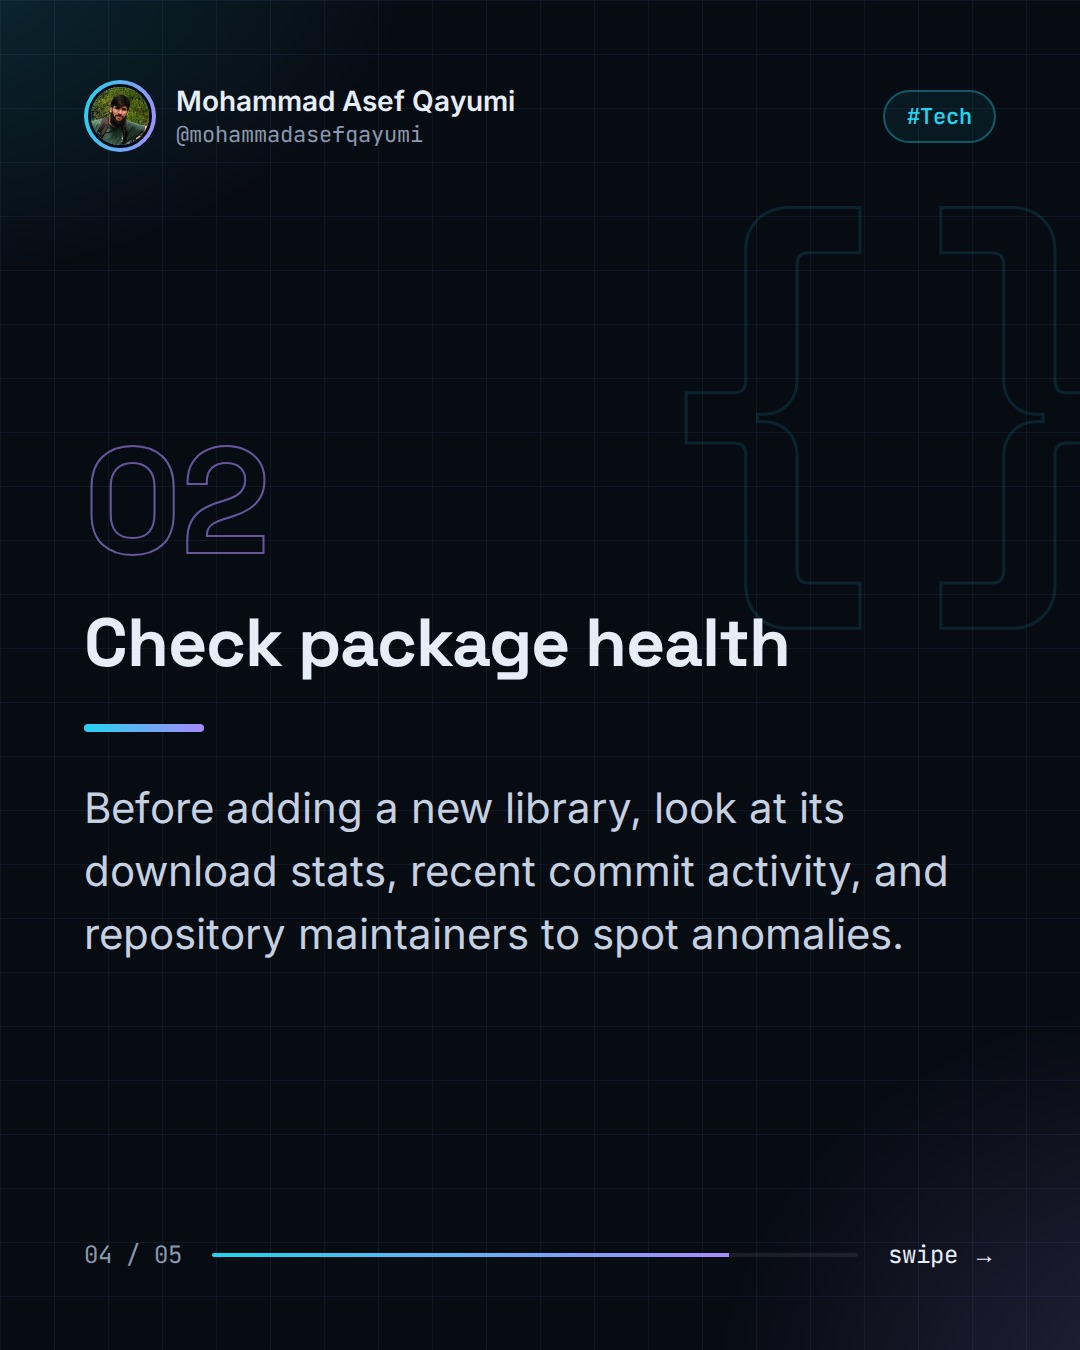 Mohammad Asef Qayumi
@mohammadasefqayumi
#Tech
{}
02
Check package health
Before adding a new library, look at its
download stats, recent commit activity, and
repository maintainers to spot anomalies.
04 / 05
swipe →